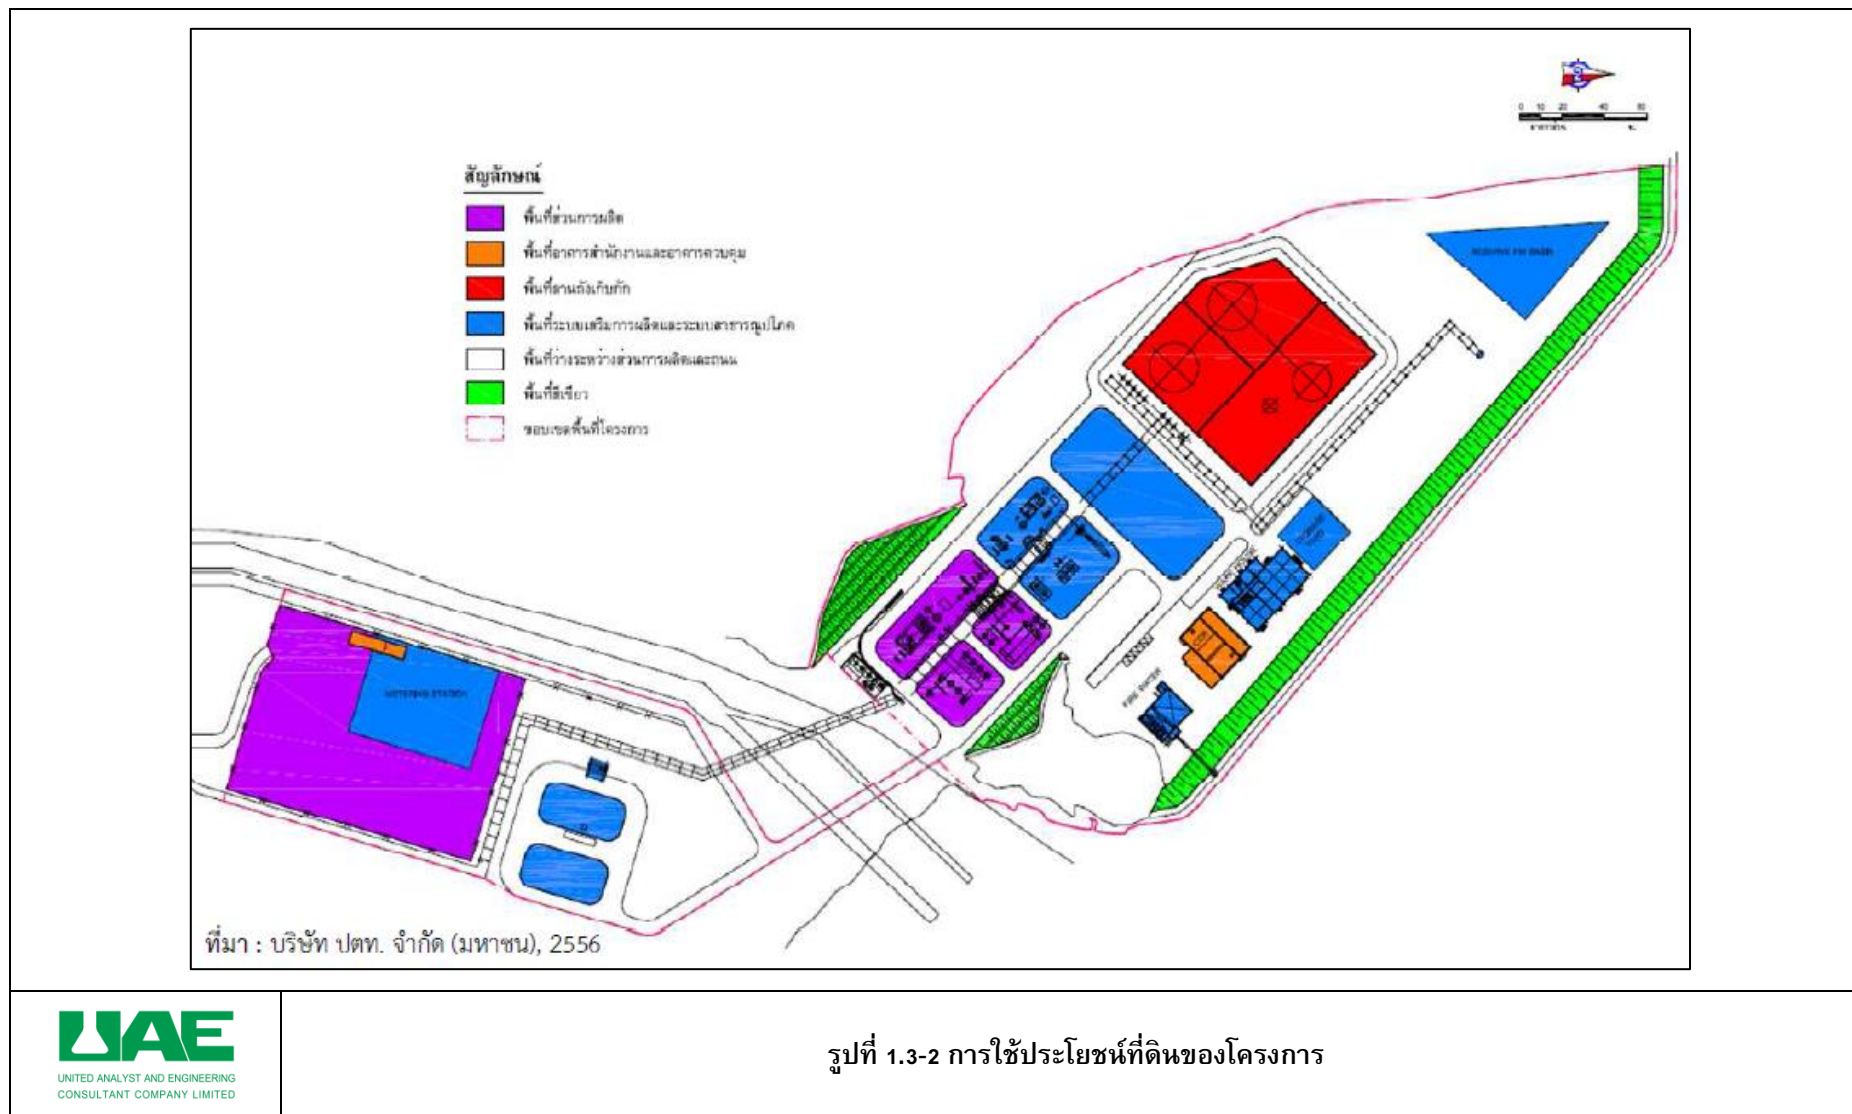 0 10 20 40
สัญลักษณ์
พื้นที่ส่วนการผลิต
พื้นที่อาคารสำนักงานและอาคารควบคุม
พื้นที่ลานถังเก็บกัก
พื้นที่ระบบเสริมการผลิตและระบบสาธารณูปโภค
พื้นที่ว่างระหว่างส่วนการผลิตและถนน
พื้นที่สีเขียว
ขอบเขตพื้นที่โครงการ
METERING STATION
FIRE WATER
ที่มา : บริษัท ปตท. จำกัด (มหาชน), 2556
UAE
UNITED ANALYST AND ENGINEERING
CONSULTANT COMPANY LIMITED
รูปที่ 1.3-2 การใช้ประโยชน์ที่ดินของโครงการ